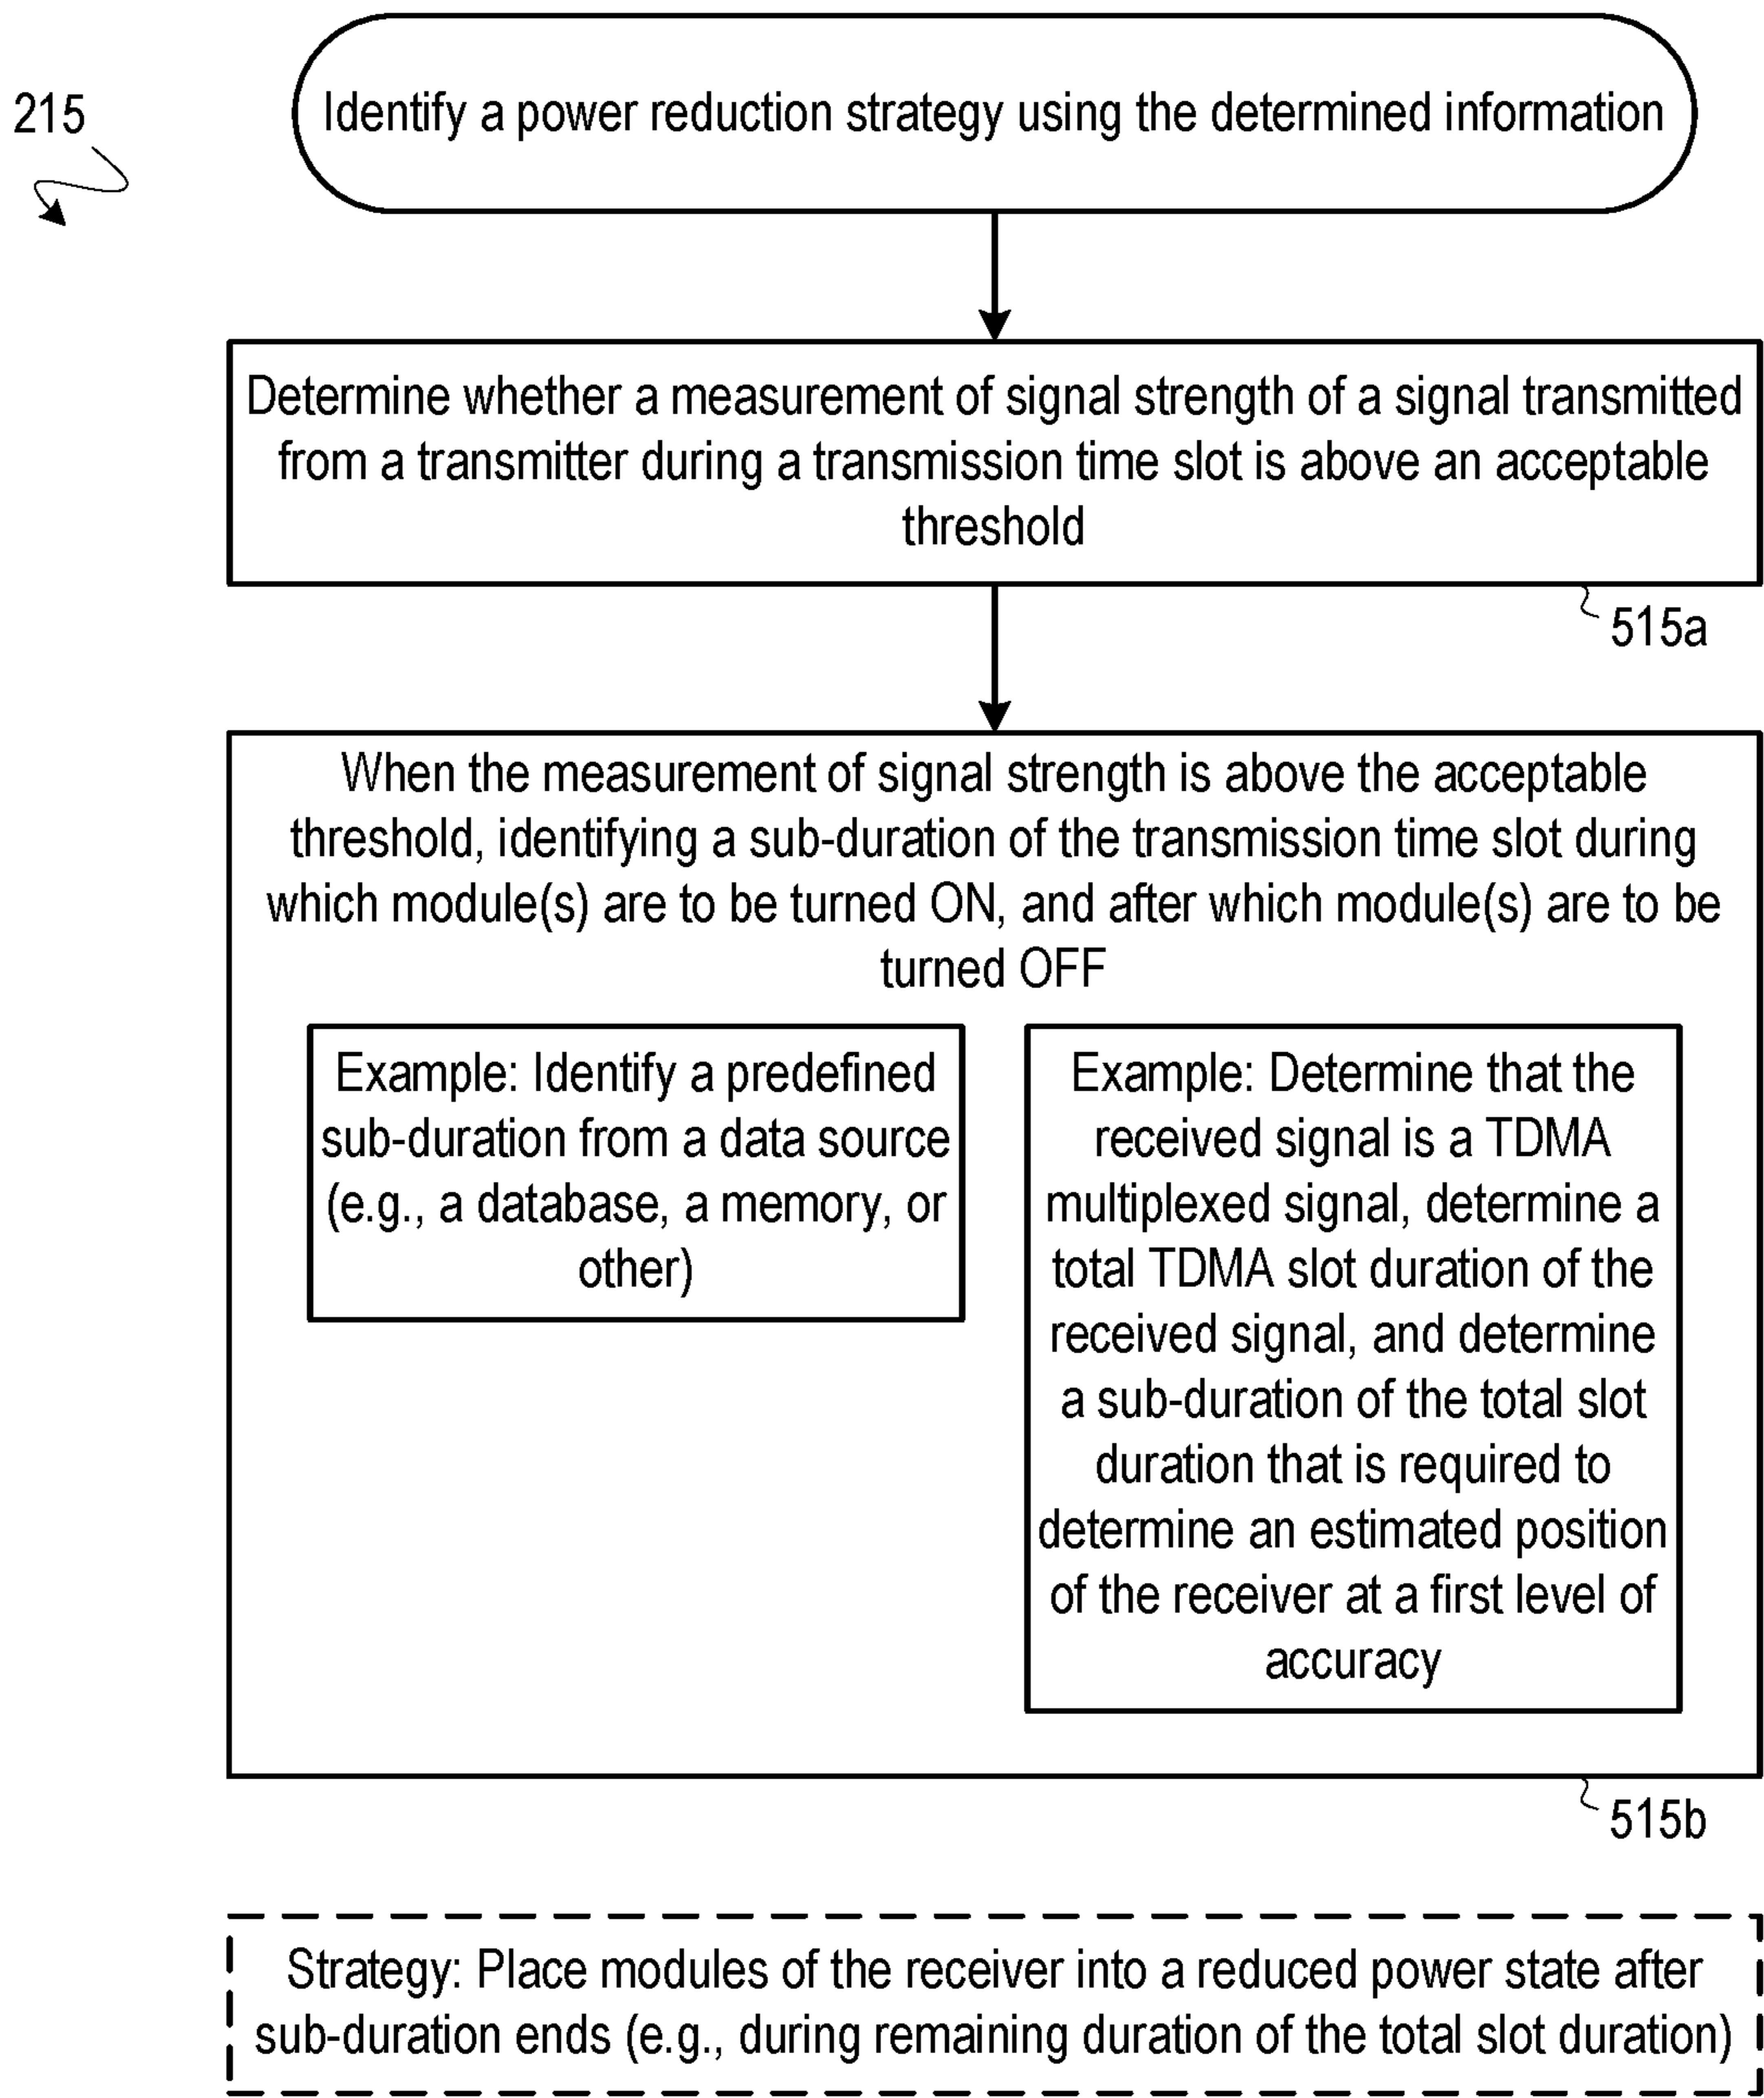 215
Identify a power reduction strategy using the determined information
Determine whether a measurement of signal strength of a signal transmitted
from a transmitter during a transmission time slot is above an acceptable
threshold
515a
When the measurement of signal strength is above the acceptable
threshold, identifying a sub-duration of the transmission time slot during
which module(s) are to be turned ON, and after which module(s) are to be
turned OFF
Example: Identify a predefined
sub-duration from a data source
(e.g., a database, a memory, or
other)
Example: Determine that the
received signal is a TDMA
multiplexed signal, determine a
total TDMA slot duration of the
received signal, and determine
a sub-duration of the total slot
duration that is required to
determine an estimated position
of the receiver at a first level of
accuracy
515b
Strategy: Place modules of the receiver into a reduced power state after
sub-duration ends (e.g., during remaining duration of the total slot duration)